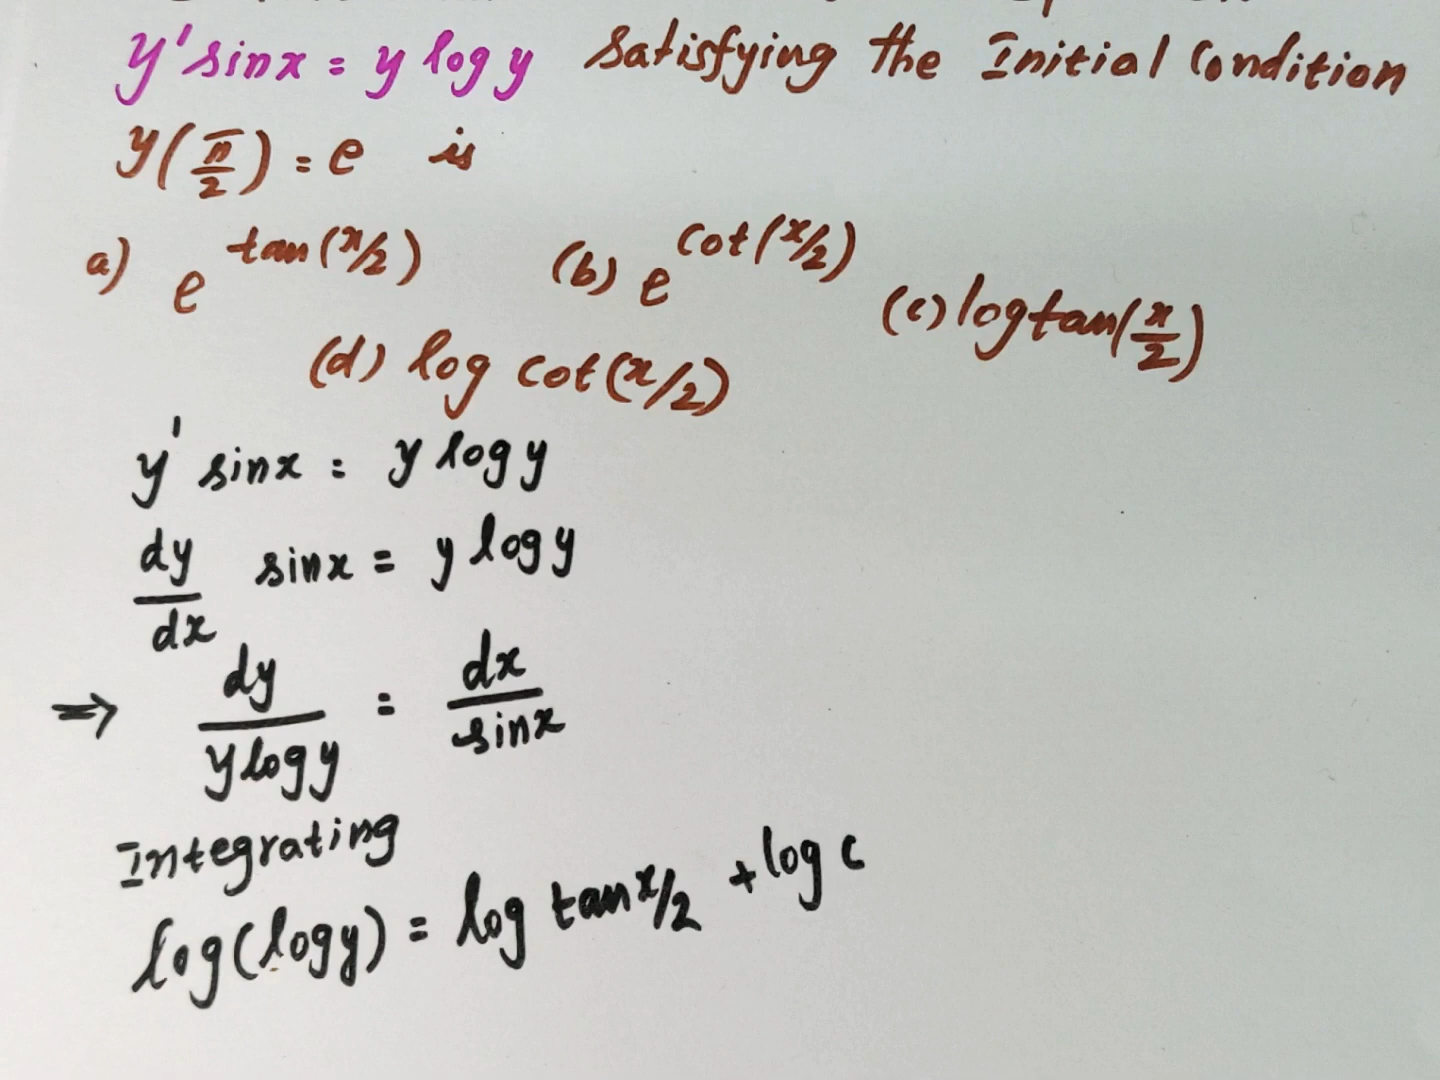 y' sinx = y log y satisfying the Initial Condition
y(π/2) = e is
a) e^tan(x/2) (b) e^cot(x/2) (c) log tan(x/2)
(d) log cot(x/2)
y' sinx = y log y
dy/dx sinx = y log y
⇒ dy/(y log y) = dx/sinx
Integrating
log(logy) = log tan x/2 + log c